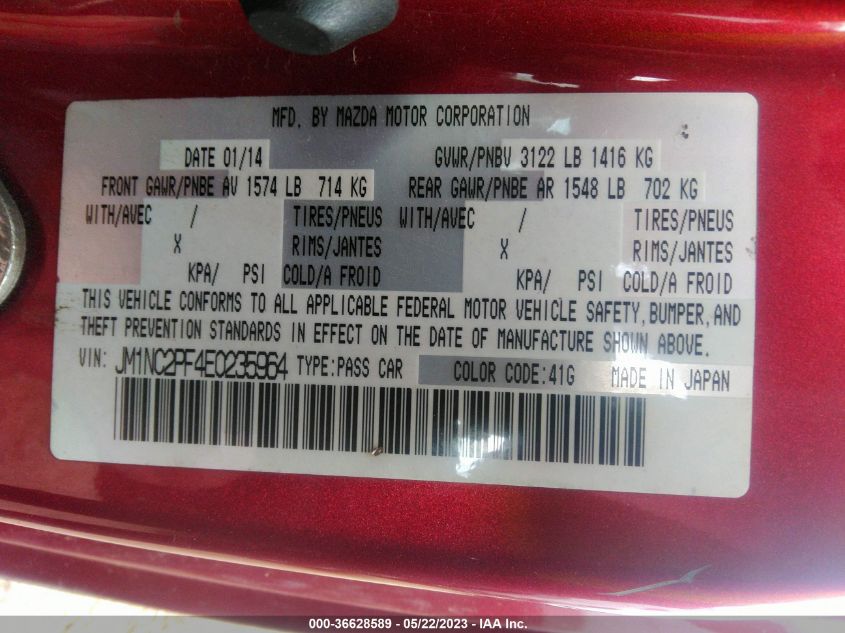 MFD. BY MAZDA MOTOR CORPORATION
DATE 01/14 GVWR/PNBV 3122 LB 1416 KG
FRONT GAWR/PNBE AV 1574 LB 714 KG REAR GAWR/PNBE AR 1548 LB 702 KG
WITH/AVEC / TIRES/PNEUS WITH/AVEC / TIRES/PNEUS
X RIMS/JANTES X RIMS/JANTES
KPA/ PSI COLD/A FROID KPA/ PSI COLD/A FROID
THIS VEHICLE CONFORMS TO ALL APPLICABLE FEDERAL MOTOR VEHICLE SAFETY, BUMPER, AND
THEFT PREVENTION STANDARDS IN EFFECT ON THE DATE OF MANUFACTURE SHOWN ABOVE.
VIN: JM1NC2PF4E0235964 TYPE:PASS CAR COLOR CODE:41G MADE IN JAPAN
000-36628589 — 05/22/2023 — IAA Inc.